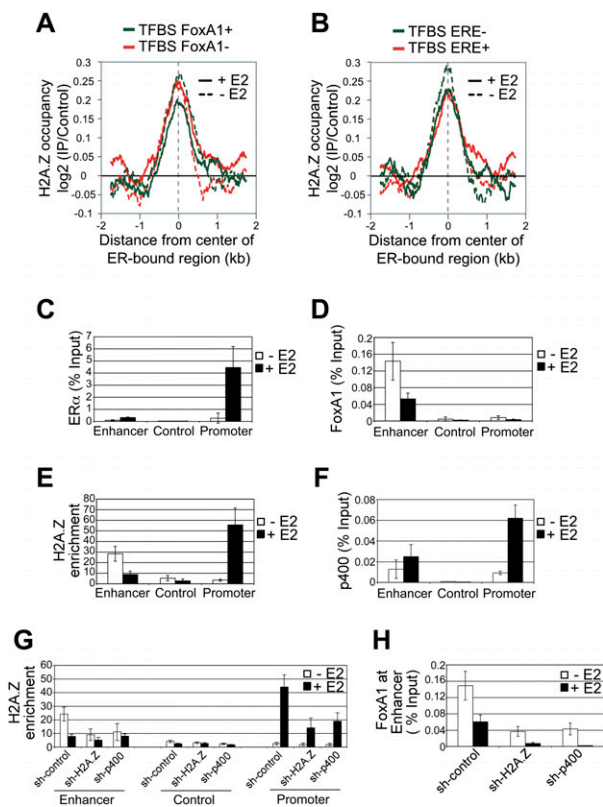 A
TFBS FoxA1+
TFBS FoxA1-
+ E2
- E2
H2A.Z occupancy
log2 (IP/Control)
0.3
0.25
0.2
0.15
0.1
0.05
0
-0.05
-0.1
-2 -1 0 1 2
Distance from center of
ER-bound region (kb)
B
TFBS ERE-
TFBS ERE+
+ E2
- E2
H2A.Z occupancy
log2 (IP/Control)
0.3
0.25
0.2
0.15
0.1
0.05
0
-0.05
-0.1
-2 -1 0 1 2
Distance from center of
ER-bound region (kb)
C
ERα (% Input)
7
6
5
4
3
2
1
0
Enhancer Control Promoter
- E2
+ E2
D
FoxA1 (% Input)
0.2
0.16
0.12
0.08
0.04
0
Enhancer Control Promoter
- E2
+ E2
E
H2A.Z
enrichment
80
70
60
50
40
30
20
10
0
Enhancer Control Promoter
- E2
+ E2
F
p400 (% Input)
0.08
0.06
0.04
0.02
0
Enhancer Control Promoter
- E2
+ E2
G
H2A.Z
enrichment
60
50
40
30
20
10
0
- E2
+ E2
sh-control sh-H2A.Z sh-p400 sh-control sh-H2A.Z sh-p400 sh-control sh-H2A.Z sh-p400
Enhancer Control Promoter
H
FoxA1 at
Enhancer
( % Input)
0.2
0.16
0.12
0.08
0.04
0
- E2
+ E2
sh-control sh-H2A.Z sh-p400